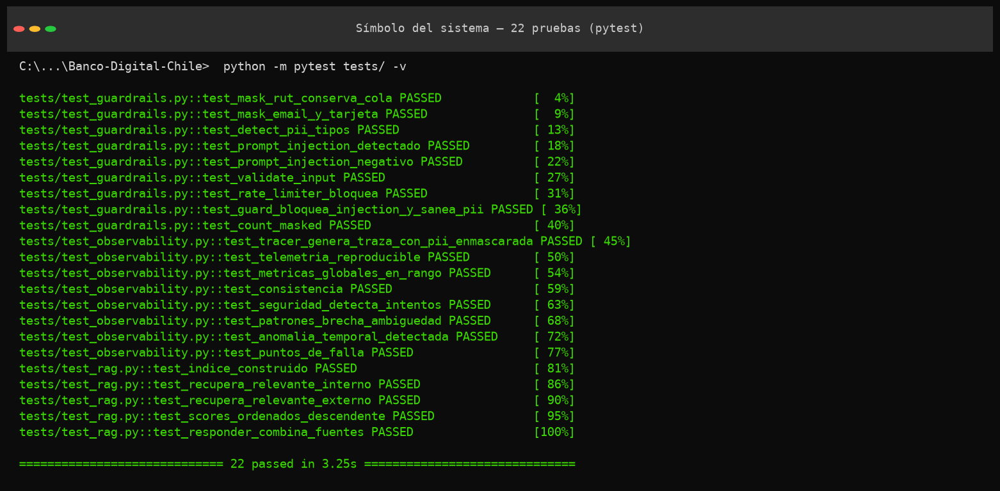 Símbolo del sistema — 22 pruebas (pytest)
C:\...\Banco-Digital-Chile>  python -m pytest tests/ -v
tests/test_guardrails.py::test_mask_rut_conserva_cola PASSED             [  4%]
tests/test_guardrails.py::test_mask_email_y_tarjeta PASSED               [  9%]
tests/test_guardrails.py::test_detect_pii_tipos PASSED                   [ 13%]
tests/test_guardrails.py::test_prompt_injection_detectado PASSED         [ 18%]
tests/test_guardrails.py::test_prompt_injection_negativo PASSED          [ 22%]
tests/test_guardrails.py::test_validate_input PASSED                     [ 27%]
tests/test_guardrails.py::test_rate_limiter_bloquea PASSED               [ 31%]
tests/test_guardrails.py::test_guard_bloquea_injection_y_sanea_pii PASSED [ 36%]
tests/test_guardrails.py::test_count_masked PASSED                       [ 40%]
tests/test_observability.py::test_tracer_genera_traza_con_pii_enmascarada PASSED [ 45%]
tests/test_observability.py::test_telemetria_reproducible PASSED         [ 50%]
tests/test_observability.py::test_metricas_globales_en_rango PASSED      [ 54%]
tests/test_observability.py::test_consistencia PASSED                    [ 59%]
tests/test_observability.py::test_seguridad_detecta_intentos PASSED      [ 63%]
tests/test_observability.py::test_patrones_brecha_ambiguedad PASSED      [ 68%]
tests/test_observability.py::test_anomalia_temporal_detectada PASSED     [ 72%]
tests/test_observability.py::test_puntos_de_falla PASSED                 [ 77%]
tests/test_rag.py::test_indice_construido PASSED                         [ 81%]
tests/test_rag.py::test_recupera_relevante_interno PASSED                [ 86%]
tests/test_rag.py::test_recupera_relevante_externo PASSED                [ 90%]
tests/test_rag.py::test_scores_ordenados_descendente PASSED              [ 95%]
tests/test_rag.py::test_responder_combina_fuentes PASSED                 [100%]
============================= 22 passed in 3.25s ==============================